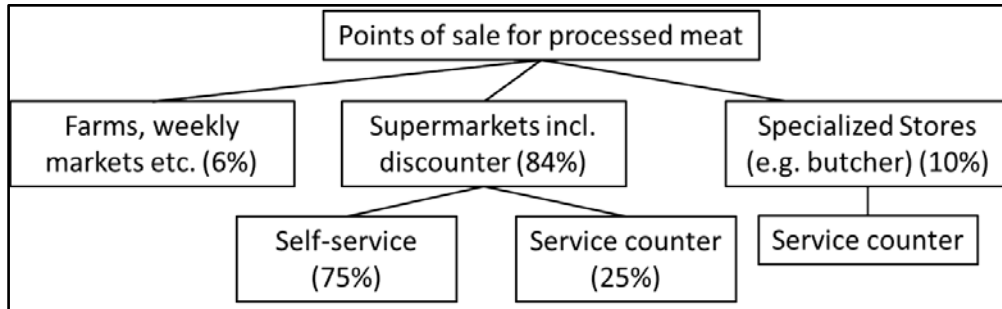 Points of sale for processed meat
Farms, weekly
markets etc. (6%)
Supermarkets incl.
discounter (84%)
Specialized Stores
(e.g. butcher) (10%)
Self-service
(75%)
Service counter
(25%)
Service counter